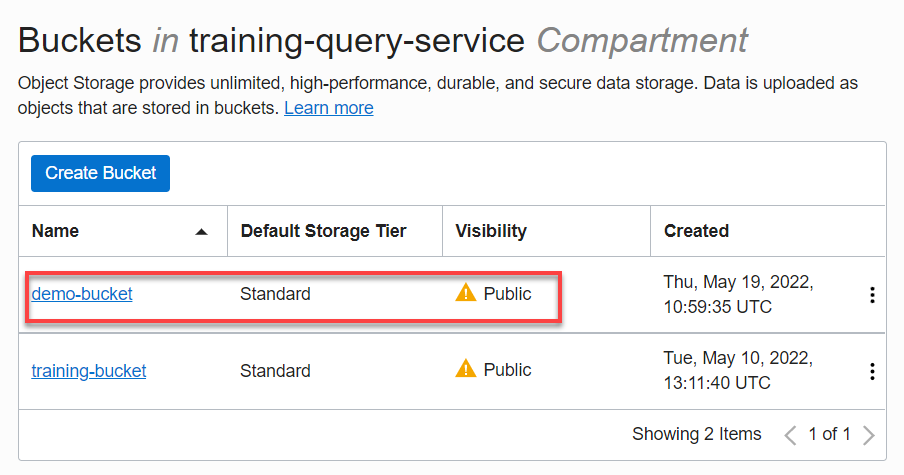 Buckets in training-query-service Compartment
Object Storage provides unlimited, high-performance, durable, and secure data storage. Data is uploaded as
objects that are stored in buckets. Learn more
Create Bucket
Name Default Storage Tier Visibility Created
demo-bucket Standard Public Thu, May 19, 2022,
10:59:35 UTC
training-bucket Standard Public Tue, May 10, 2022,
13:11:40 UTC
Showing 2 Items 1 of 1